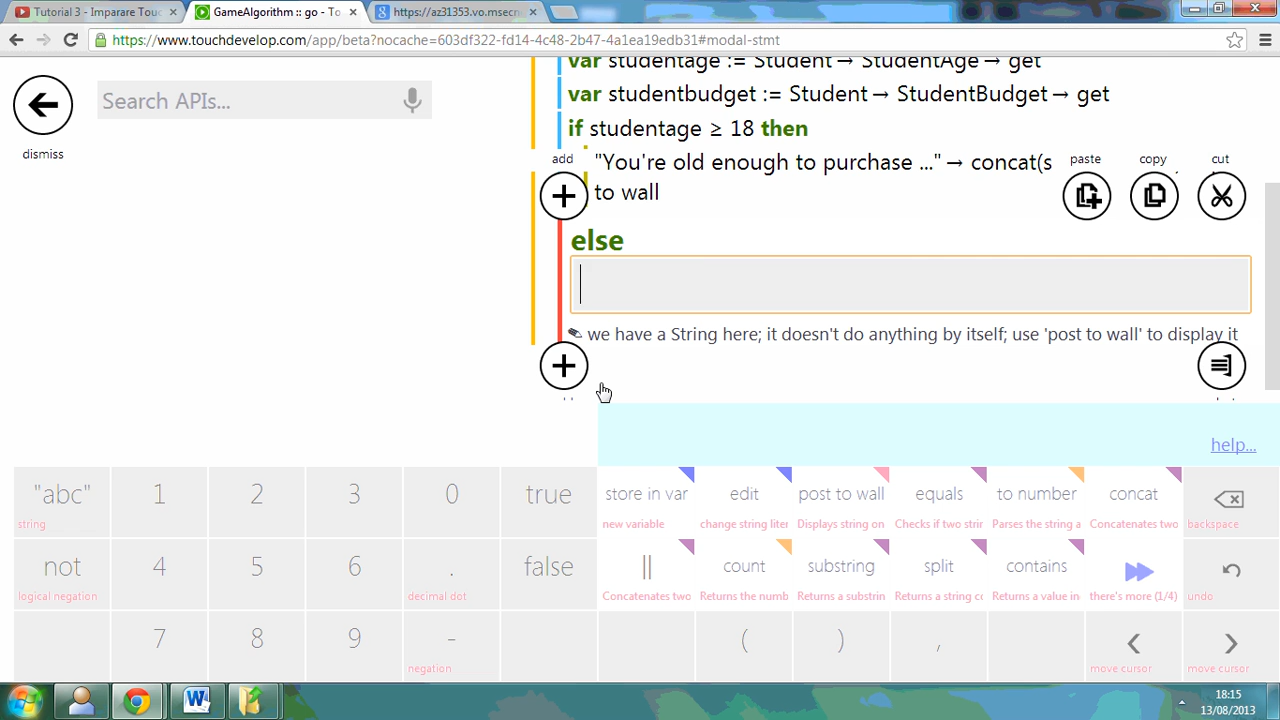 Tutorial 3 - Imparare Touc
GameAlgorithm :: go - To
https://az31353.vo.msecn
https://www.touchdevelop.com/app/beta?nocache=603df322-fd14-4c48-2b47-4a1ea19edb31#modal-stmt
Search APIs...
dismiss
var studentage := Student → StudentAge → get
var studentbudget := Student → StudentBudget → get
if studentage ≥ 18 then
add
"You're old enough to purchase ..." → concat(s
to wall
paste
copy
cut
else
we have a String here; it doesn't do anything by itself; use 'post to wall' to display it
help...
"abc" 1 2 3 0 true store in var edit post to wall equals to number concat
string new variable change string liter Displays string on Checks if two strin Parses the string a Concatenates two backspace
not 4 5 6 . false || count substring split contains
logical negation decimal dot Concatenates two Returns the numb Returns a substrin Returns a string co Returns a value in there's more (1/4) undo
7 8 9 - ( ) ,
negation move cursor move cursor
18:15
13/08/2013